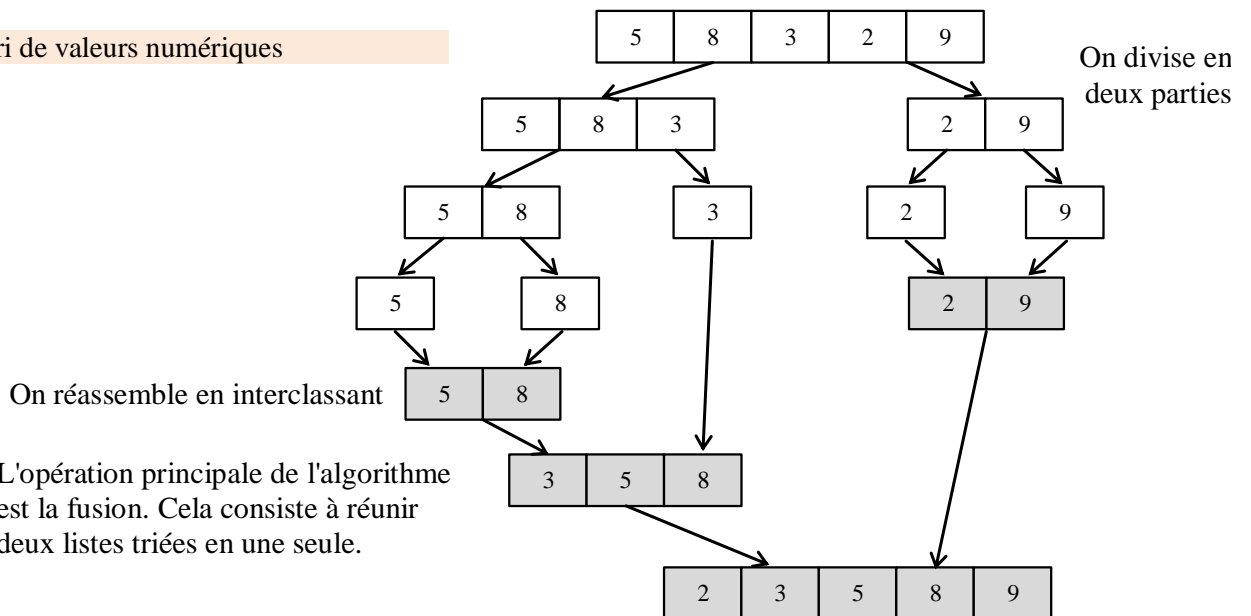 ri de valeurs numériques
5 8 3 2 9
On divise en
deux parties
5 8 3
2 9
5 8
3
2
9
5
8
2 9
On réassemble en interclassant
5 8
L'opération principale de l'algorithme
est la fusion. Cela consiste à réunir
deux listes triées en une seule.
3 5 8
2 3 5 8 9